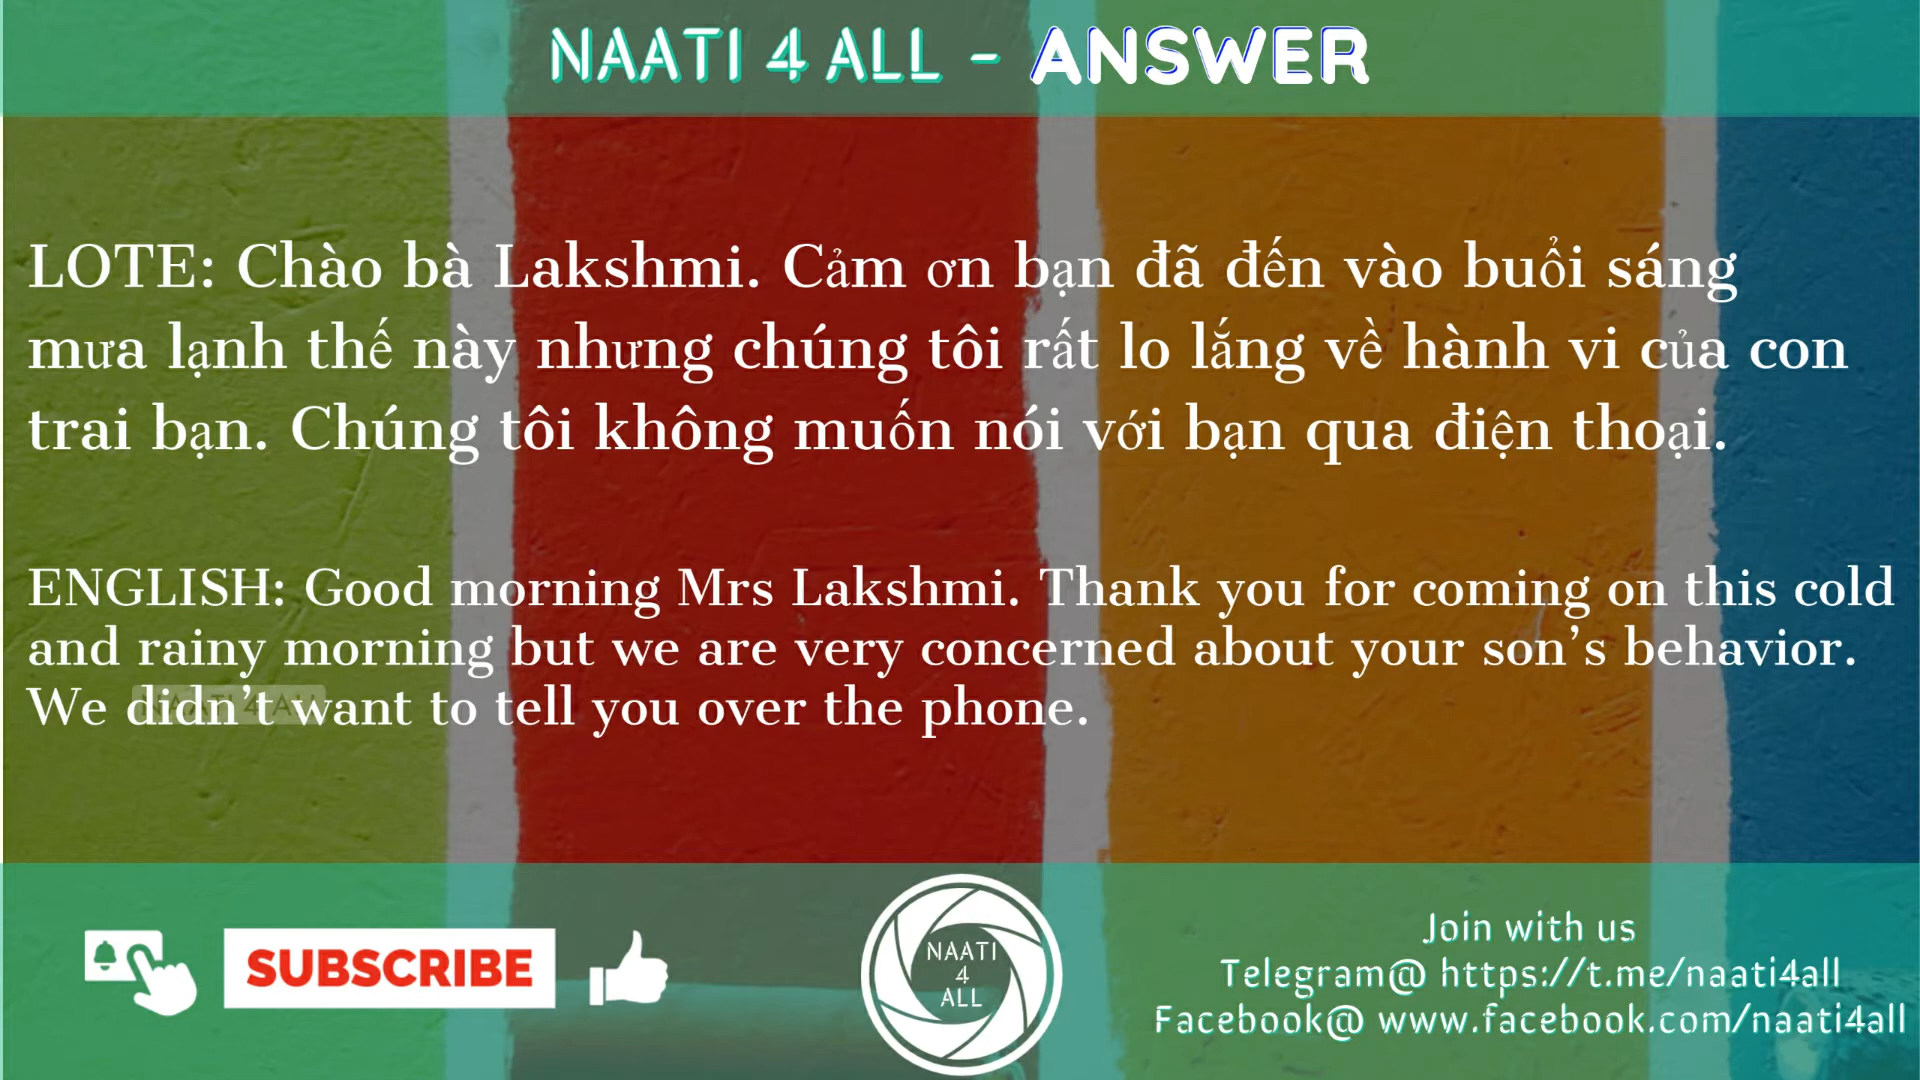 NAATI 4 ALL - ANSWER
LOTE: Chào bà Lakshmi. Cảm ơn bạn đã đến vào buổi sáng
mưa lạnh thế này nhưng chúng tôi rất lo lắng về hành vi của con
trai bạn. Chúng tôi không muốn nói với bạn qua điện thoại.
ENGLISH: Good morning Mrs Lakshmi. Thank you for coming on this cold
and rainy morning but we are very concerned about your son’s behavior.
We didn’t want to tell you over the phone.
NAATI 4 ALL
SUBSCRIBE
NAATI
4
ALL
Join with us
Telegram@ https://t.me/naati4all
Facebook@ www.facebook.com/naati4all